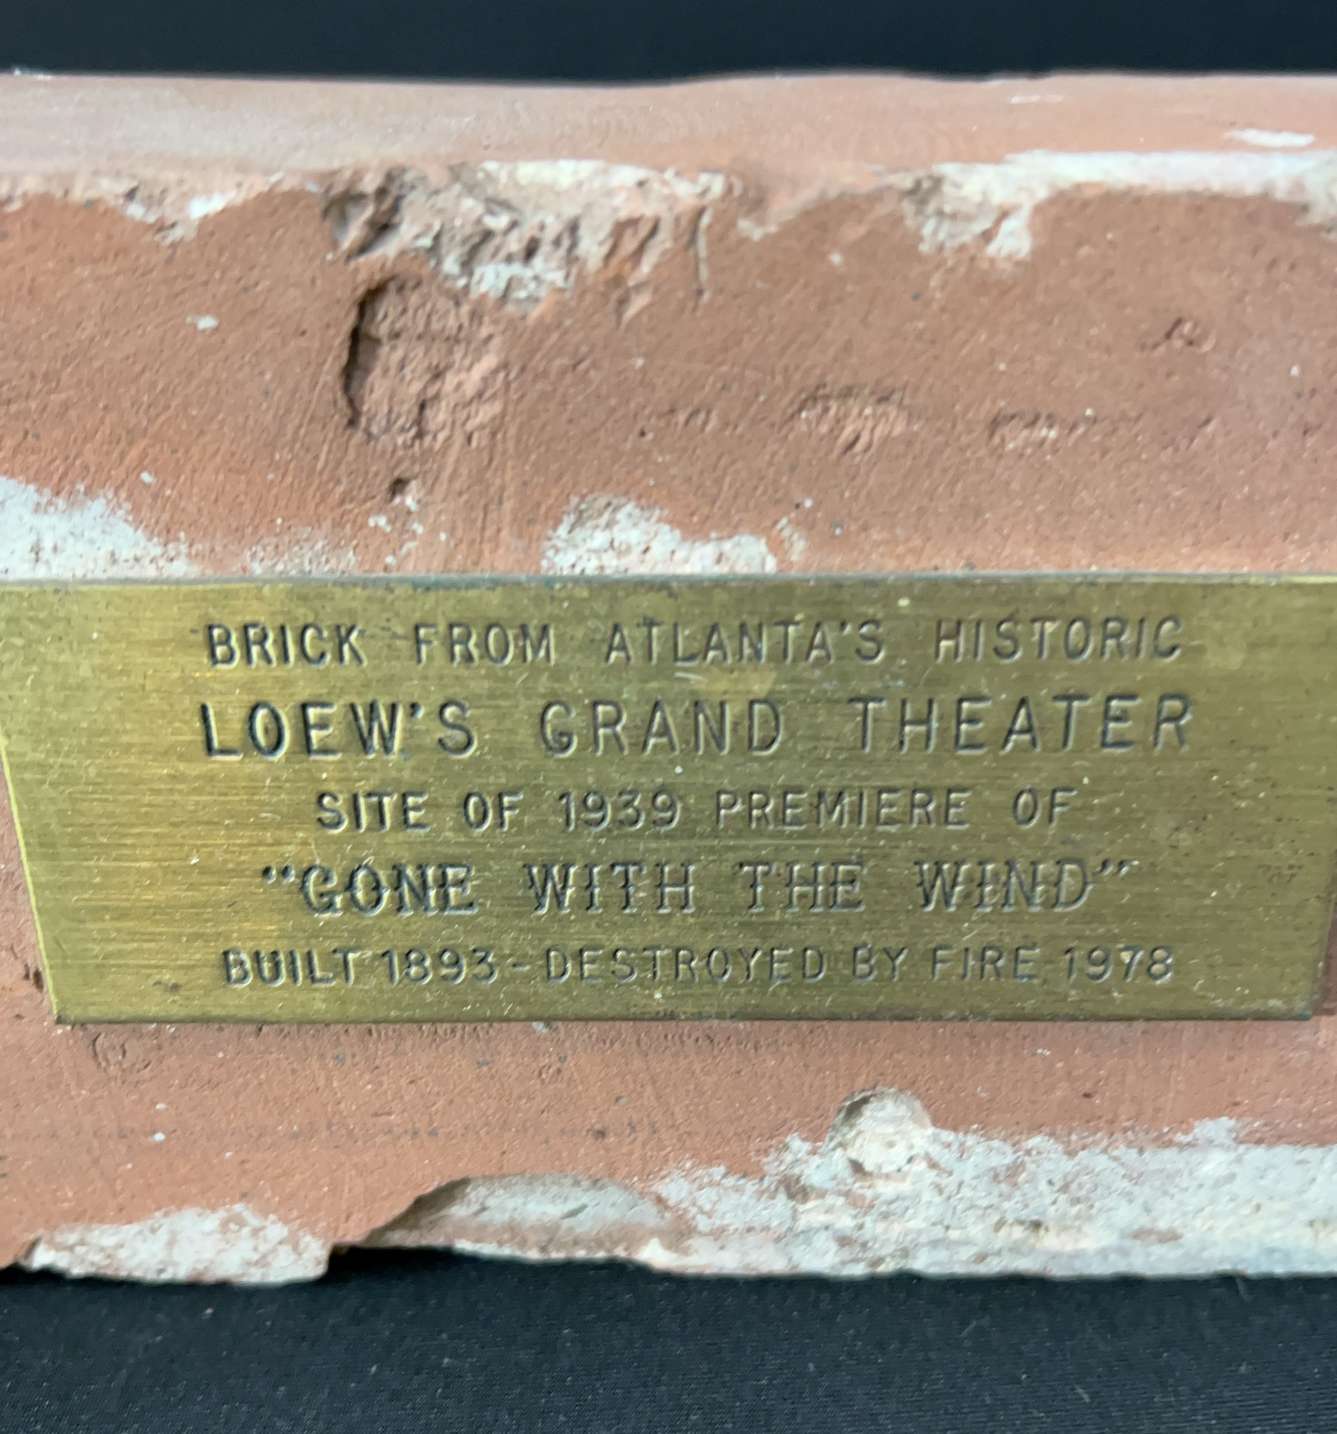 BRICK FROM ATLANTA'S HISTORIC
LOEW'S GRAND THEATER
SITE OF 1939 PREMIERE OF
"GONE WITH THE WIND"
BUILT 1893-DESTROYED BY FIRE 1978